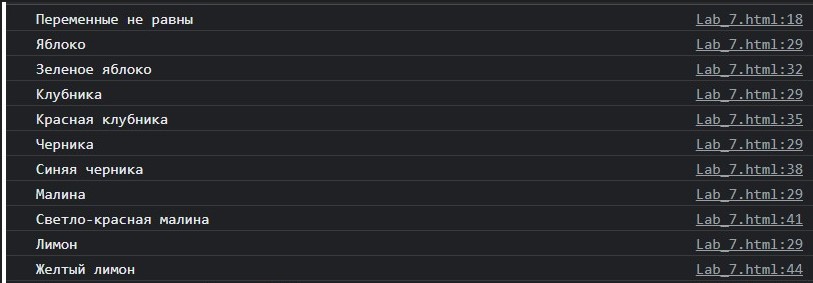 Переменные не равны Lab_7.html:18
Яблоко Lab_7.html:29
Зеленое яблоко Lab_7.html:32
Клубника Lab_7.html:29
Красная клубника Lab_7.html:35
Черника Lab_7.html:29
Синяя черника Lab_7.html:38
Малина Lab_7.html:29
Светло-красная малина Lab_7.html:41
Лимон Lab_7.html:29
Желтый лимон Lab_7.html:44